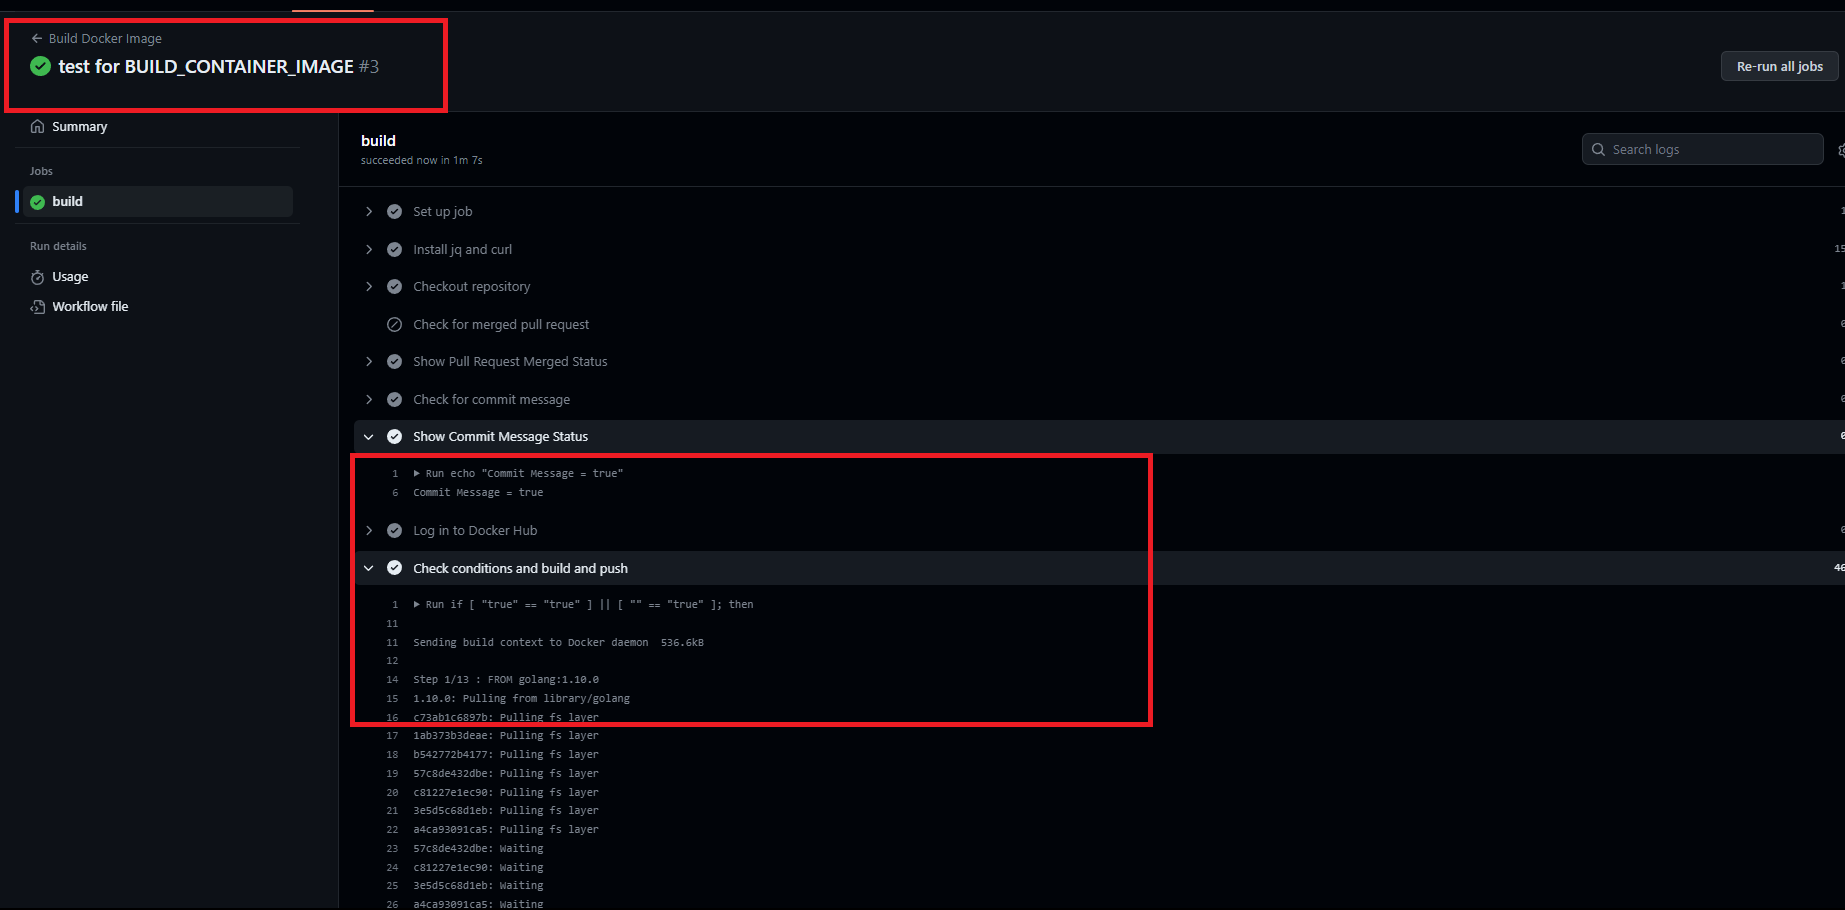 Build Docker Image
test for BUILD_CONTAINER_IMAGE #3
Re-run all jobs
Summary
Jobs
build
Run details
Usage
Workflow file
build
succeeded now in 1m 7s
Search logs
Set up job
Install jq and curl
Checkout repository
Check for merged pull request
Show Pull Request Merged Status
Check for commit message
Show Commit Message Status
1 Run echo "Commit Message = true"
6 Commit Message = true
Log in to Docker Hub
Check conditions and build and push
1 Run if [ "true" == "true" ] || [ "" == "true" ]; then
11
11 Sending build context to Docker daemon 536.6kB
12
14 Step 1/13 : FROM golang:1.10.0
15 1.10.0: Pulling from library/golang
16 c73ab1c6897b: Pulling fs layer
17 1ab373b3deae: Pulling fs layer
18 b542772b4177: Pulling fs layer
19 57c8de432dbe: Pulling fs layer
20 c81227e1ec90: Pulling fs layer
21 3e5d5c68d1eb: Pulling fs layer
22 a4ca93091ca5: Pulling fs layer
23 57c8de432dbe: Waiting
24 c81227e1ec90: Waiting
25 3e5d5c68d1eb: Waiting
26 a4ca93091ca5: Waiting